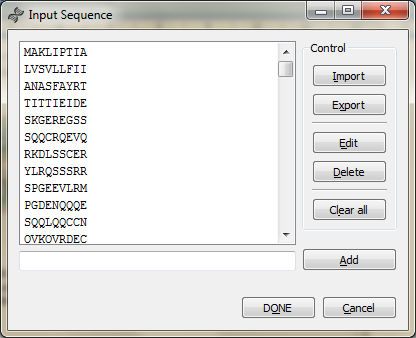 Input Sequence
MAKLIPTIA
LVSVLLFII
ANASFAYRT
TITTIEIDE
SKGEREGSS
SQQCRQEVQ
RKDLSSCER
YLRQSSSRR
SPGEEVLRM
PGDENQQQE
SQQLQQCCN
QVKQVRDEC
Control
Import
Export
Edit
Delete
Clear all
Add
DONE
Cancel